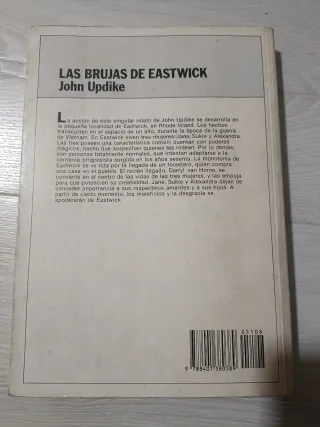 LAS BRUJAS DE EASTWICK
John Updike
La acción de este singular relato de John Updike se desarrolla en
la pequeña localidad de Eastwick, en Rhode Island. Los hechos
transcurren en el espacio de un año, durante la época de la guerra
de Vietnam. En Eastwick viven tres mujeres: Jane, Sukie y Alexandra.
Las tres poseen una característica común: cuentan con poderes
mágicos, sueño que sospechan quienes las rodean. Por lo demás,
son personas totalmente normales, que intentan adaptarse a la
corriente progresista surgida en los años sesenta. La monotonía de
Eastwick se ve rota por la llegada de un forastero, quien compra
una casa en el pueblo. El recién llegado, Darryl van Horne, se
convierte en el centro de las vidas de las tres mujeres, y las empuja
para que potencien su creatividad. Jane, Sukie y Alexandra dejan de
conceder importancia a sus respectivos amantes y a sus hijos. A
partir de cierto momento, los maleficios y la desgracia se
apoderarán de Eastwick.
05108
9 788401 380389